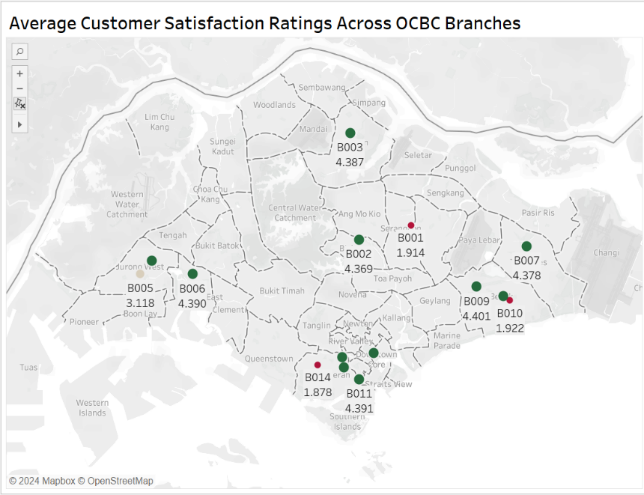 Average Customer Satisfaction Ratings Across OCBC Branches
Sembawang
Woodlands
Simpang
Lim Chu
Kang
Mandai
B003
4.387
Sungei
Kadut
Seletar
Punggol
Western
Water
Catchment
Choa Chu
Kang
Sengkang
Central Water
Catchment
Ang Mo Kio
Pasir Ris
Tengah
B001
1.914
Bukit Batok
Paya Lebar
Changi
B002
4.369
B007
4.378
Jurong West
Toa Payoh
B005
3.118
B006
4.390
East
Bukit Timah
Novena
Geylang
B009
4.401
B010
1.922
Boon Lay
Clementi
Pioneer
Tanglin
Newton
Kallang
River Valley
Marine
Parade
Queenstown
Downtown
Core
Tuas
B014
1.878
B011
4.391
Straits View
Western
Islands
Southern
Islands
© 2024 Mapbox © OpenStreetMap